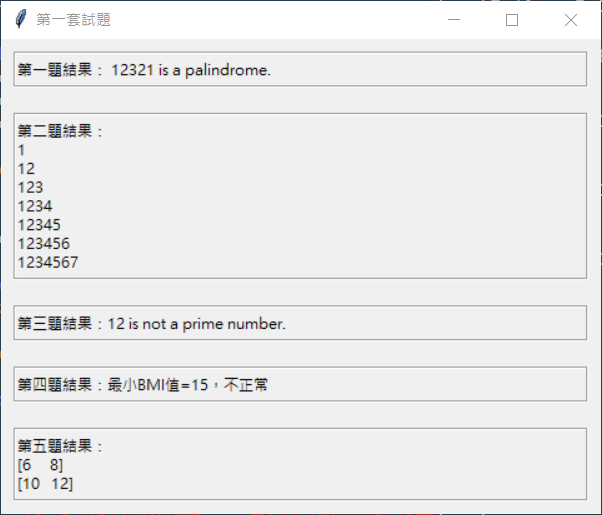 第一套試題
第一題結果： 12321 is a palindrome.
第二題結果：
1
12
123
1234
12345
123456
1234567
第三題結果：12 is not a prime number.
第四題結果：最小BMI值=15，不正常
第五題結果：
[6 8]
[10 12]